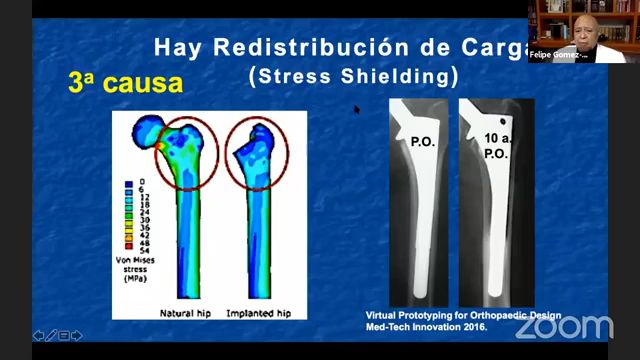 Hay Redistribución de Carga
(Stress Shielding)
3ª causa
Felipe Gomez-...
P.O.
10 a.
P.O.
0
6
12
18
24
30
36
42
48
54
Von Mises
stress
(MPa)
Natural hip
Implanted hip
Virtual Prototyping for Orthopaedic Design
Med-Tech Innovation 2016.
zoom